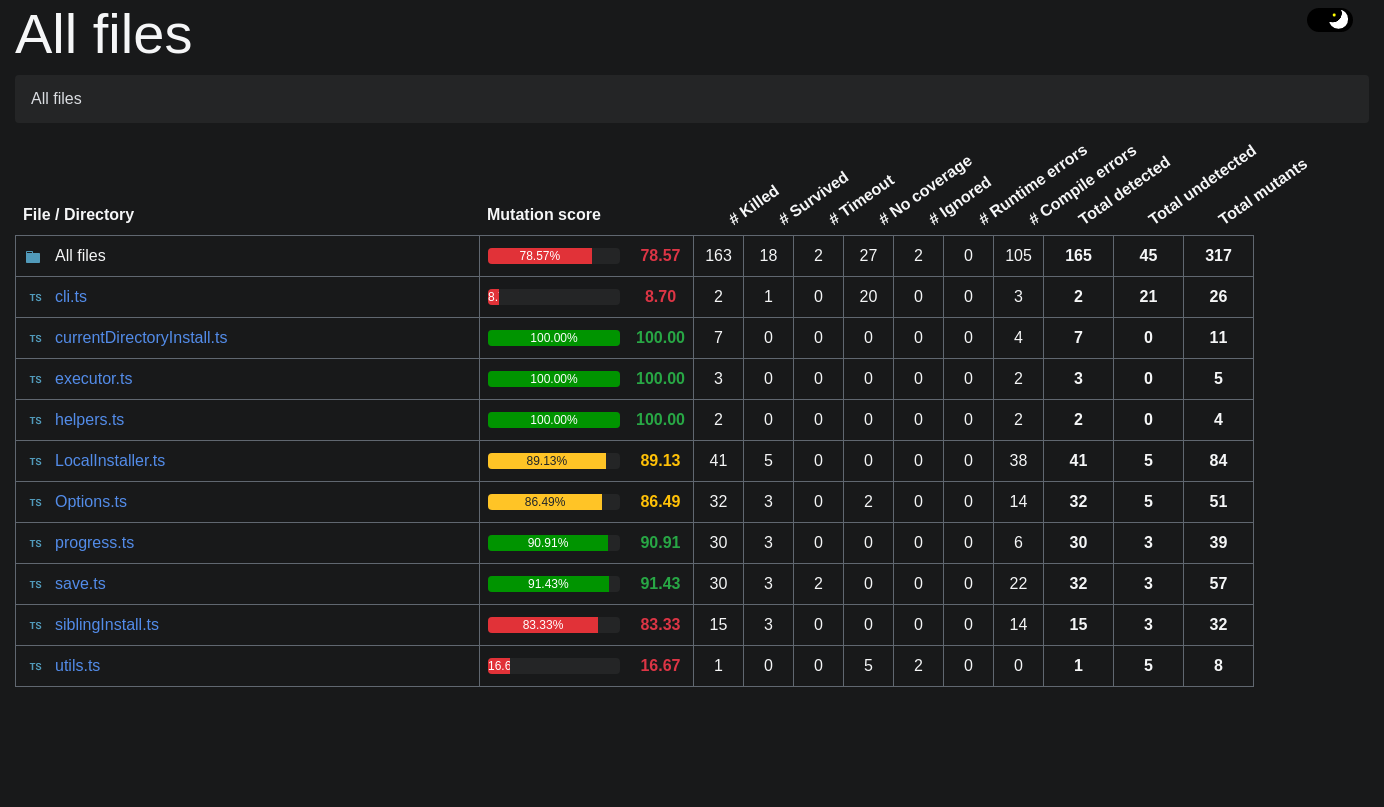 All files
All files
File / Directory Mutation score # Killed # Survived # Timeout # No coverage # Ignored # Runtime errors # Compile errors Total detected Total undetected Total mutants
All files 78.57% 78.57 163 18 2 27 2 0 105 165 45 317
TS cli.ts 8. 8.70 2 1 0 20 0 0 3 2 21 26
TS currentDirectoryInstall.ts 100.00% 100.00 7 0 0 0 0 0 4 7 0 11
TS executor.ts 100.00% 100.00 3 0 0 0 0 0 2 3 0 5
TS helpers.ts 100.00% 100.00 2 0 0 0 0 0 2 2 0 4
TS LocalInstaller.ts 89.13% 89.13 41 5 0 0 0 0 38 41 5 84
TS Options.ts 86.49% 86.49 32 3 0 2 0 0 14 32 5 51
TS progress.ts 90.91% 90.91 30 3 0 0 0 0 6 30 3 39
TS save.ts 91.43% 91.43 30 3 2 0 0 0 22 32 3 57
TS siblingInstall.ts 83.33% 83.33 15 3 0 0 0 0 14 15 3 32
TS utils.ts 16.6 16.67 1 0 0 5 2 0 0 1 5 8